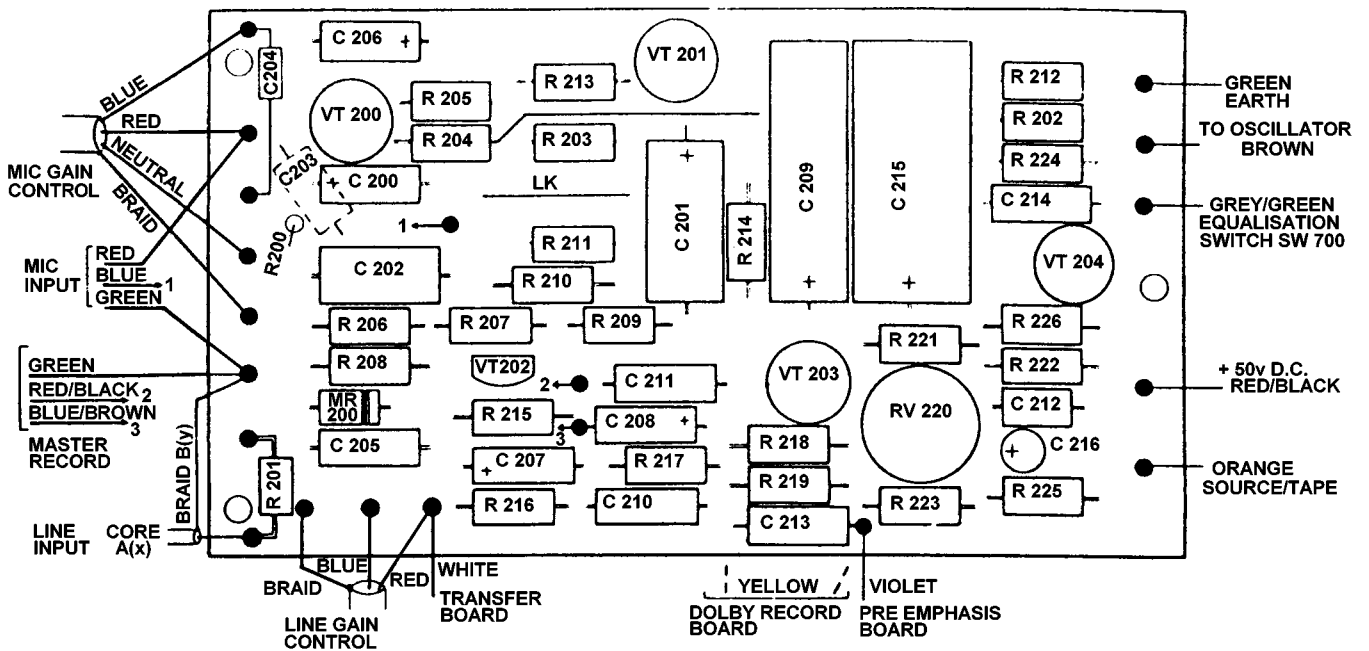 C 206 +
C204
VT 200
R 205
R 204
R 213
R 203
VT 201
C203
+ C 200
LK
R200
1
C 202
R 211
R 210
+ C 201
R 214
C 209 +
C 215 +
R 212
R 202
R 224
C 214
VT 204
R 206
R 207
R 209
R 208
VT202
MR 200
C 205
R 215
2
3
C 211
C 208 +
+ C 207
R 217
R 216
C 210
VT 203
R 221
RV 220
R 218
R 219
C 213
R 223
R 226
R 222
C 212
+ C 216
R 225
R 201
BLUE
RED
NEUTRAL
BRAID
MIC GAIN
CONTROL
MIC
INPUT
RED
BLUE 1
GREEN
GREEN
RED/BLACK 2
BLUE/BROWN 3
MASTER
RECORD
BRAID B(y)
LINE
INPUT
CORE
A(x)
BRAID
BLUE
RED
WHITE
LINE GAIN
CONTROL
TRANSFER
BOARD
YELLOW
DOLBY RECORD
BOARD
VIOLET
PRE EMPHASIS
BOARD
GREEN
EARTH
TO OSCILLATOR
BROWN
GREY/GREEN
EQUALISATION
SWITCH SW 700
+ 50v D.C.
RED/BLACK
ORANGE
SOURCE/TAPE